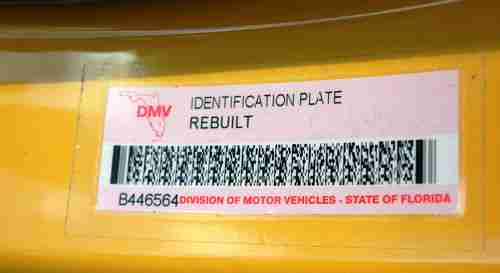 DMV
IDENTIFICATION PLATE
REBUILT
B446564 DIVISION OF MOTOR VEHICLES - STATE OF FLORIDA